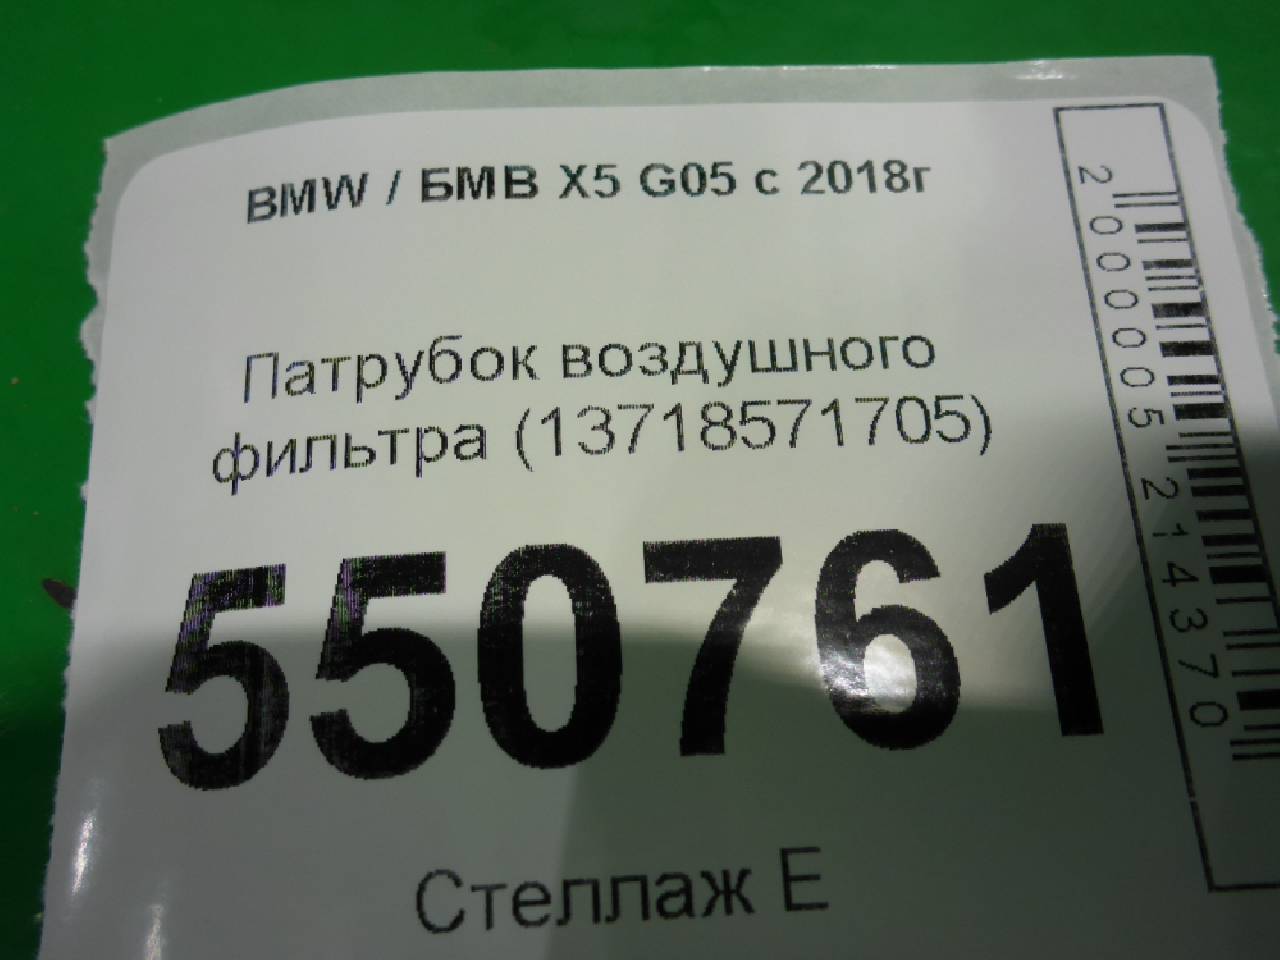 BMW / БМВ X5 G05 с 2018г
Патрубок воздушного
фильтра (13718571705)
550761
Стеллаж Е
2000005214370